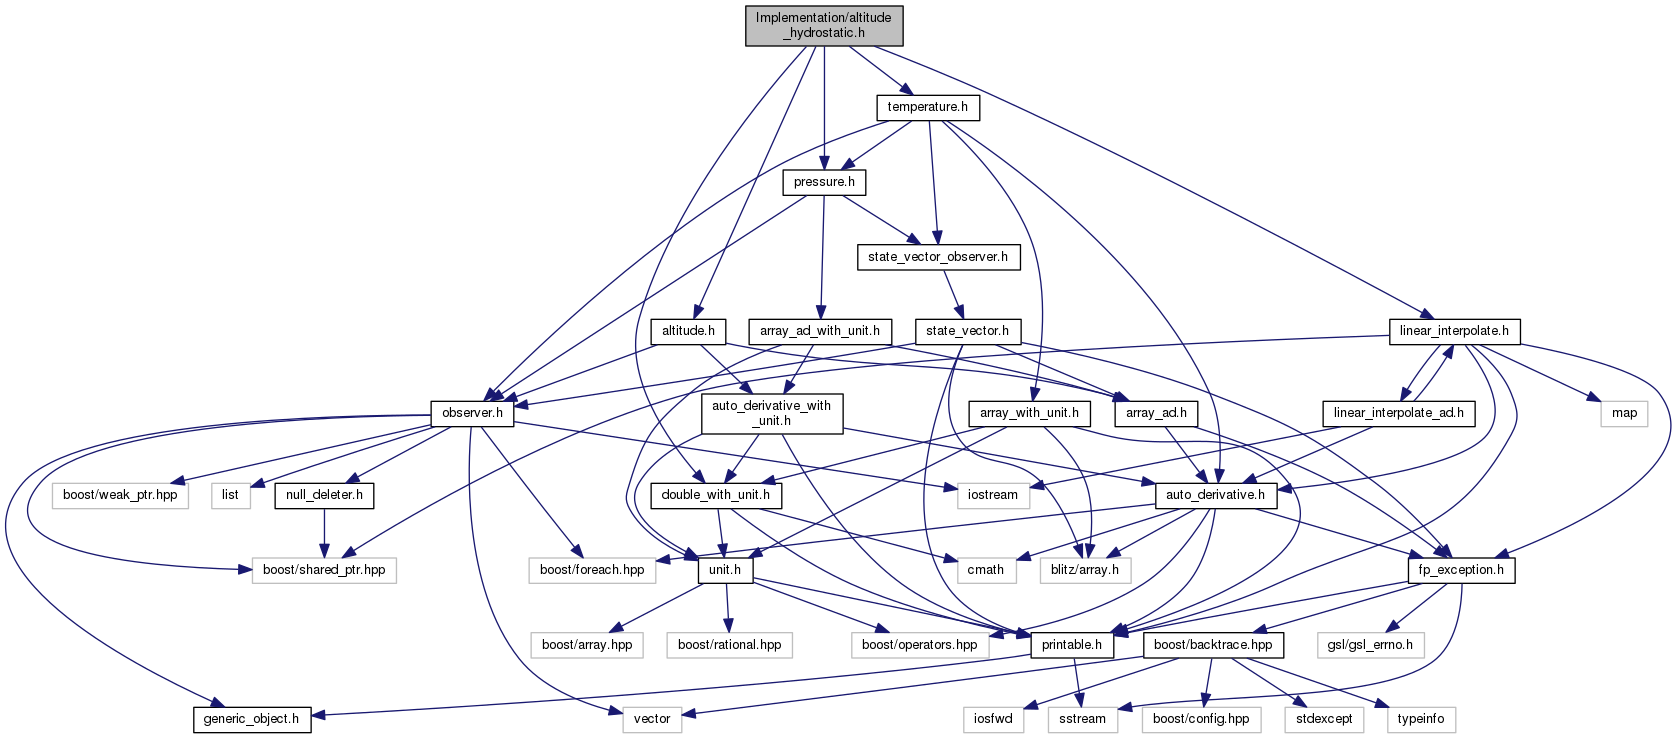 Implementation/altitude
_hydrostatic.h
temperature.h
pressure.h
state_vector_observer.h
altitude.h
array_ad_with_unit.h
state_vector.h
linear_interpolate.h
observer.h
auto_derivative_with
_unit.h
array_with_unit.h
array_ad.h
linear_interpolate_ad.h
map
boost/weak_ptr.hpp
list
null_deleter.h
double_with_unit.h
iostream
auto_derivative.h
boost/shared_ptr.hpp
boost/foreach.hpp
unit.h
cmath
blitz/array.h
fp_exception.h
boost/array.hpp
boost/rational.hpp
boost/operators.hpp
printable.h
boost/backtrace.hpp
gsl/gsl_errno.h
generic_object.h
vector
iosfwd
sstream
boost/config.hpp
stdexcept
typeinfo